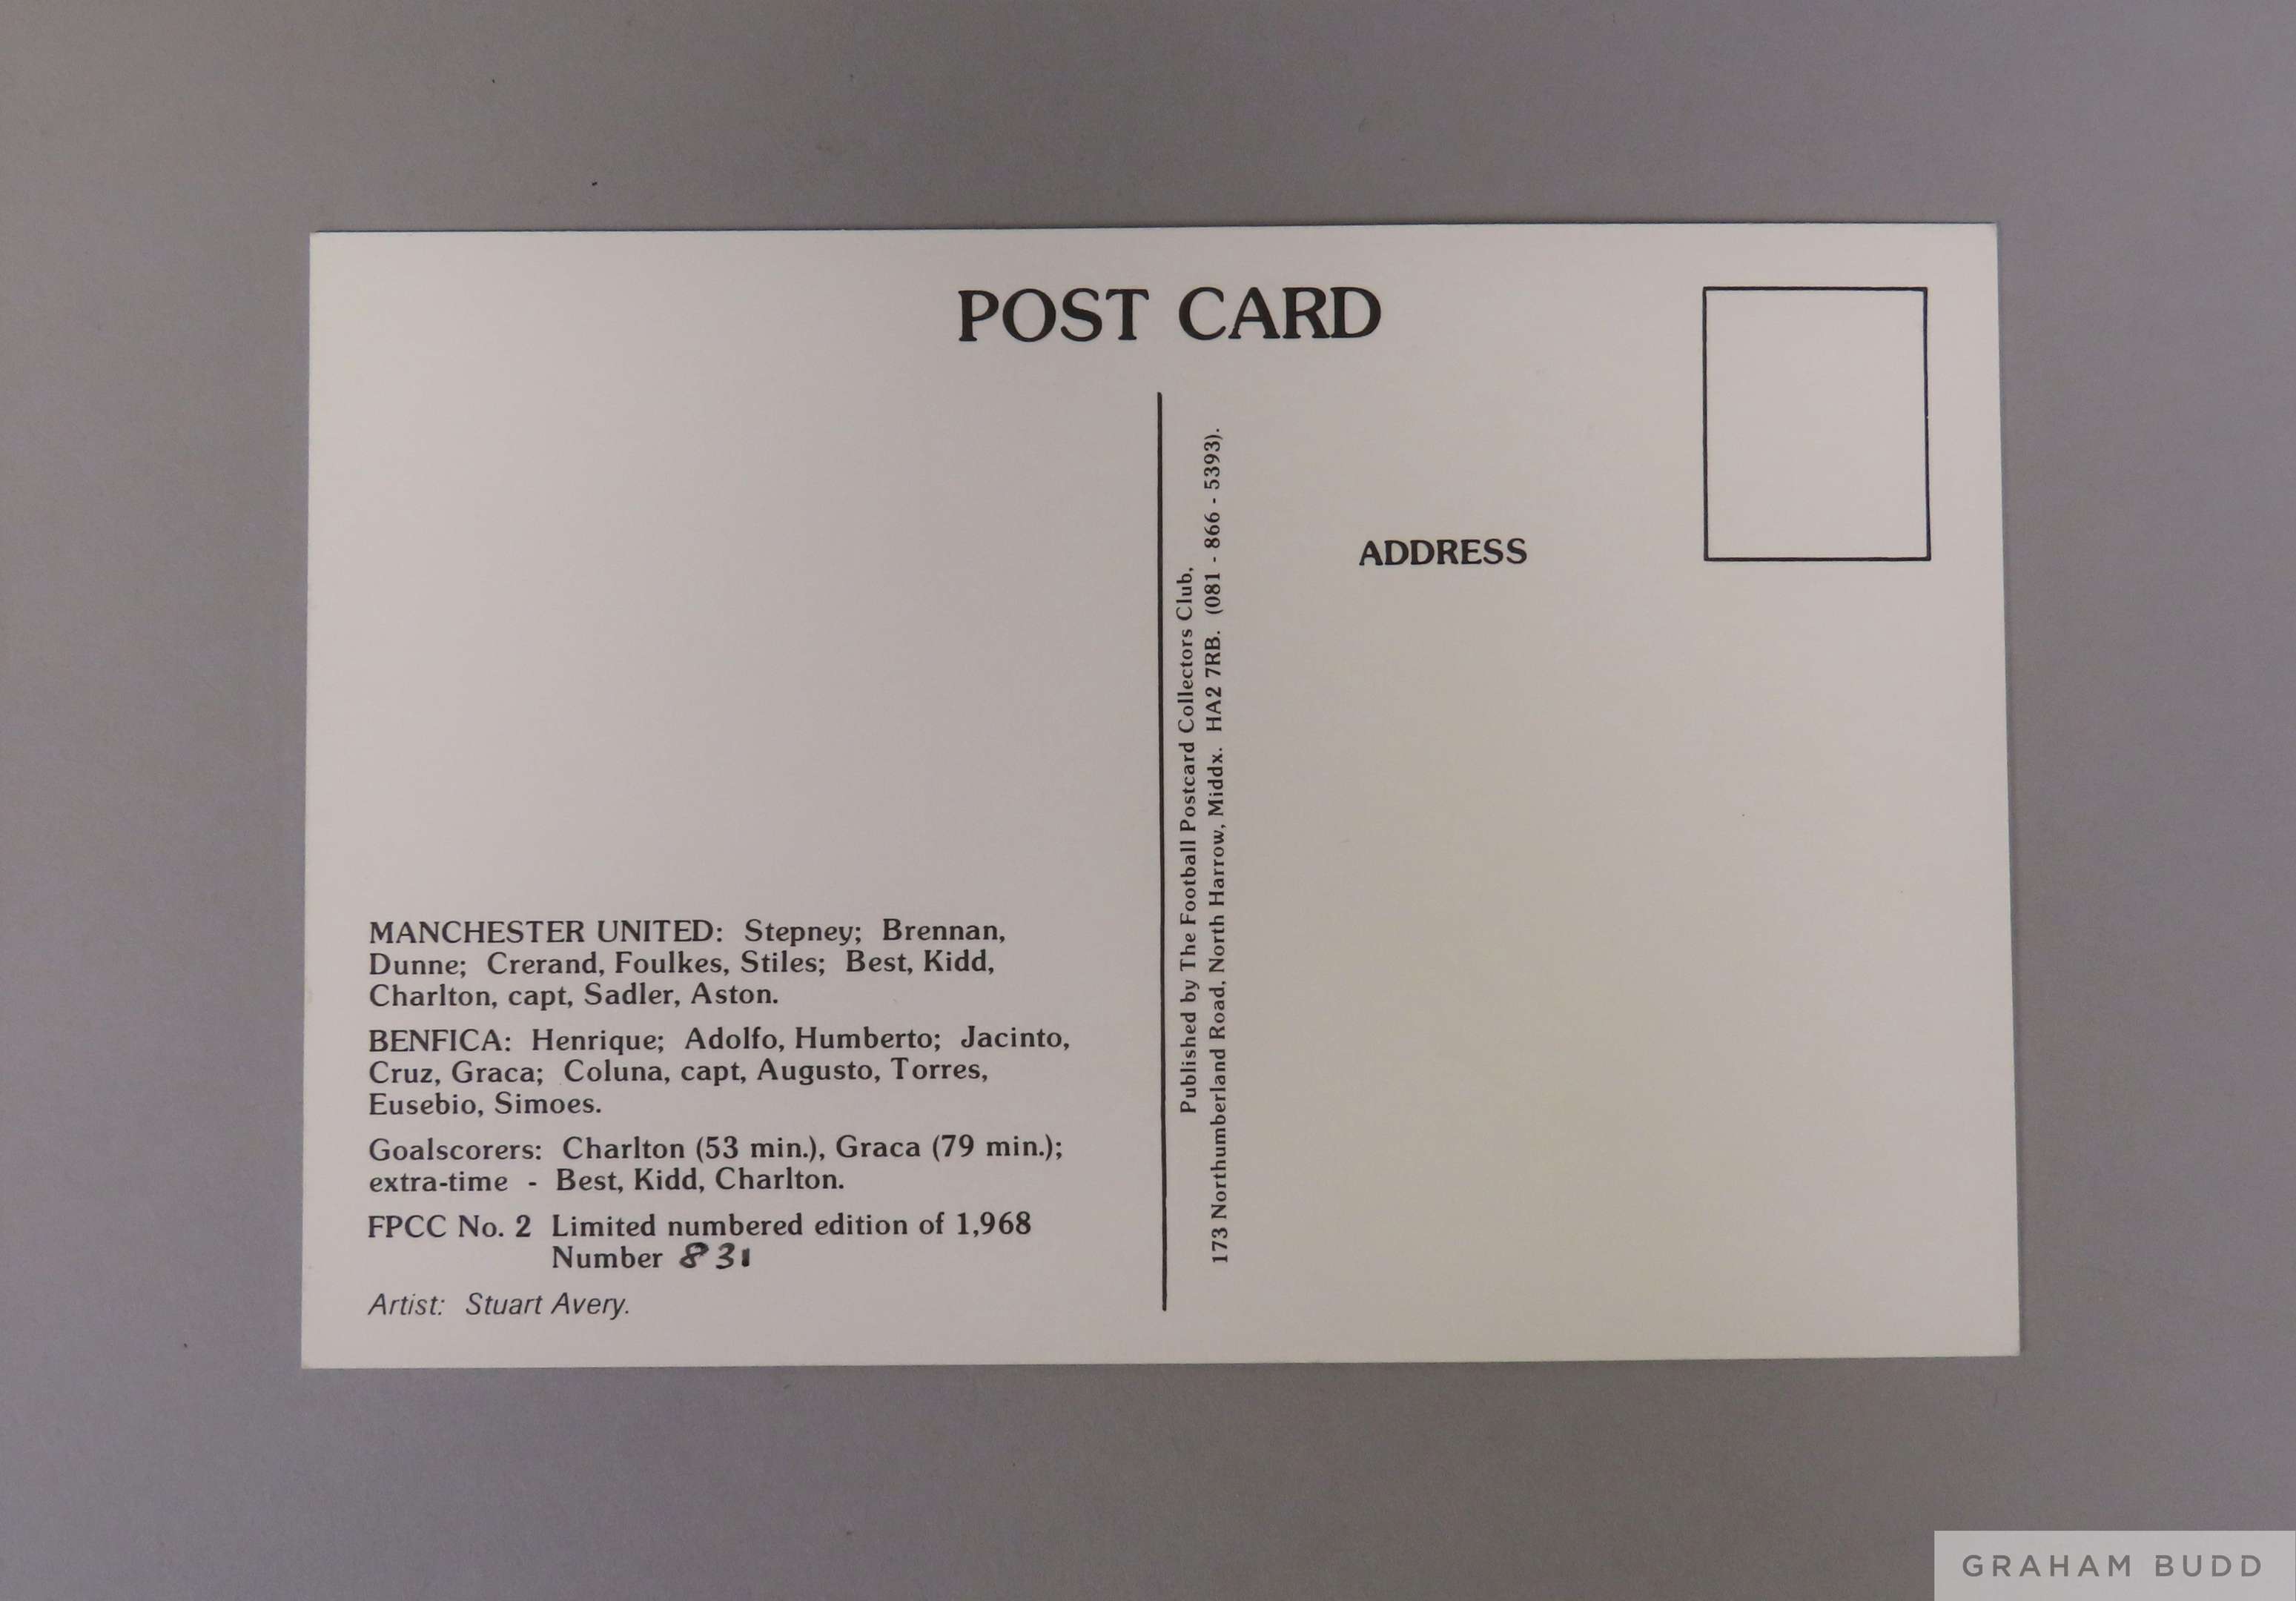 POST CARD
ADDRESS
MANCHESTER UNITED: Stepney; Brennan,
Dunne; Crerand, Foulkes, Stiles; Best, Kidd,
Charlton, capt, Sadler, Aston.
BENFICA: Henrique; Adolfo, Humberto; Jacinto,
Cruz, Graca; Coluna, capt, Augusto, Torres,
Eusebio, Simoes.
Goalscorers: Charlton (53 min.), Graca (79 min.);
extra-time - Best, Kidd, Charlton.
FPCC No. 2 Limited numbered edition of 1,968
Number 831
Artist: Stuart Avery.
Published by The Football Postcard Collectors Club,
173 Northumberland Road, North Harrow, Middx. HA2 7RB. (081 - 866 - 5393).
GRAHAM BUDD